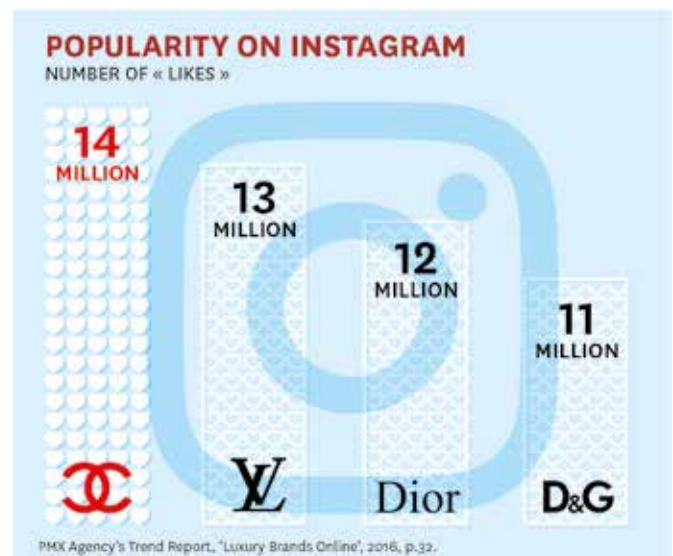 POPULARITY ON INSTAGRAM
NUMBER OF « LIKES »
14
MILLION
13
MILLION
12
MILLION
11
MILLION
LV
Dior
D&G
PMX Agency's Trend Report, "Luxury Brands Online", 2016, p.32.